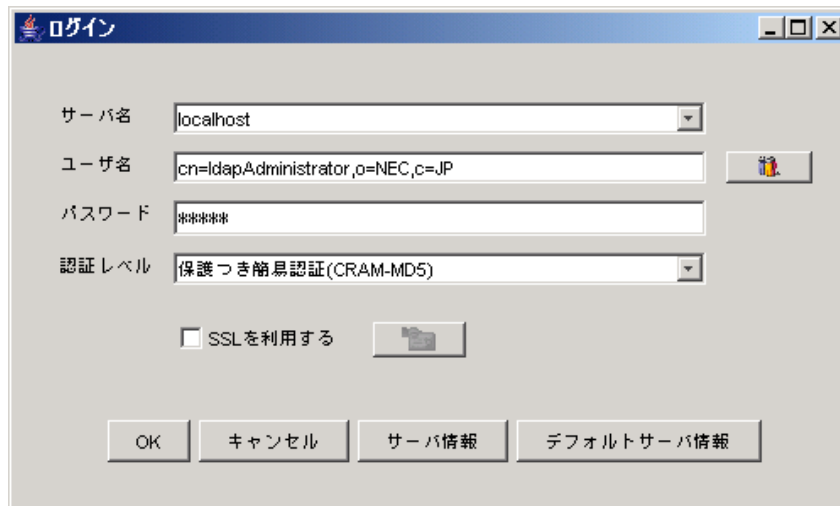 ログイン
サーバ名 localhost
ユーザ名 cn=ldapAdministrator,o=NEC,c=JP
パスワード *****
認証レベル 保護つき簡易認証(CRAM-MD5)
SSLを利用する
OK キャンセル サーバ情報 デフォルトサーバ情報